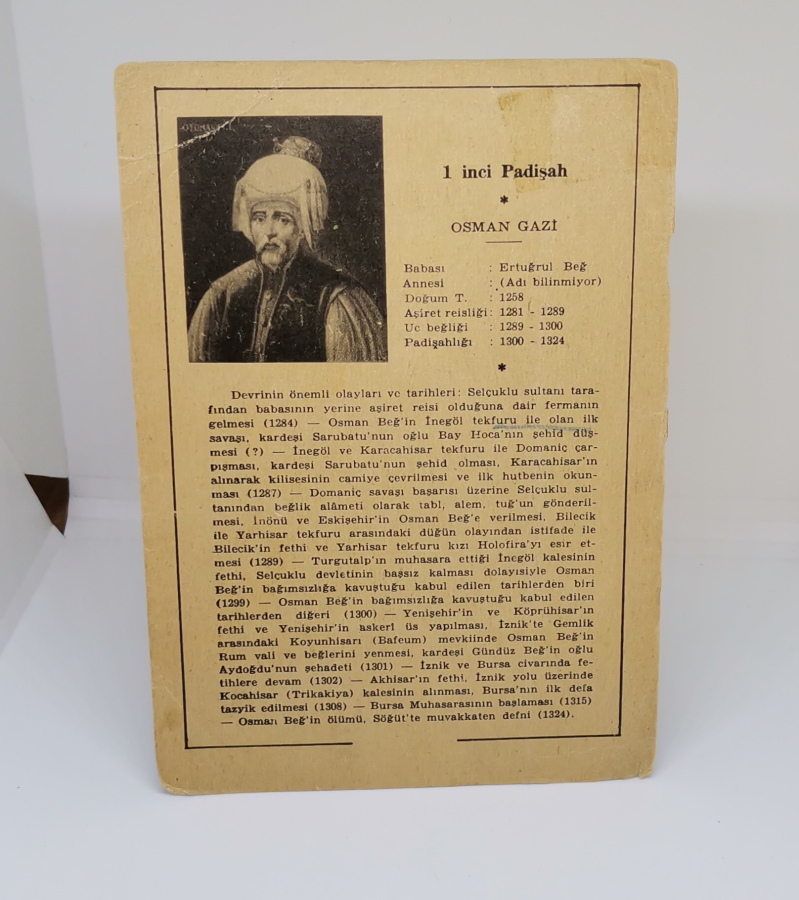 1 inci Padişah
*
OSMAN GAZİ
Babası : Ertuğrul Beğ
Annesi : (Adı bilinmiyor)
Doğum T. : 1258
Aşiret reisliği : 1281 - 1289
Uc beğliği : 1289 - 1300
Padişahlığı : 1300 - 1324
*
Devrinin önemli olayları ve tarihleri: Selçuklu sultanı tara-
fından babasının yerine aşiret reisi olduğuna dair fermanın
gelmesi (1284) — Osman Beğ'in İnegöl tekfuru ile olan ilk
savaşı, kardeşi Sarubatu'nun oğlu Bay Hoca'nın şehid düş-
mesi (?) — İnegöl ve Karacahisar tekfuru ile Domaniç çar-
pışması, kardeşi Sarubatu'nun şehid olması, Karacahisar'ın
alınarak kilisesinin camiye çevrilmesi ve ilk hutbenin okun-
ması (1287) — Domaniç savaşı başarısı üzerine Selçuklu sul-
tanından beğlik alâmeti olarak tabl, alem, tuğ'un gönderil-
mesi, İnönü ve Eskişehir'in Osman Beğ'e verilmesi, Bilecik
ile Yarhisar tekfuru arasındaki düğün olayından istifade ile
Bilecik'in fethi ve Yarhisar tekfuru kızı Holofira'yı esir et-
mesi (1289) — Turgutalp'ın muhasara ettiği İnegöl kalesinin
fethi, Selçuklu devletinin başsız kalması dolayısiyle Osman
Beğ'in bağımsızlığa kavuştuğu kabul edilen tarihlerden biri
(1299) — Osman Beğ'in bağımsızlığa kavuştuğu kabul edilen
tarihlerden diğeri (1300) — Yenişehir'in ve Köprühisar'ın
fethi ve Yenişehir'in askerî üs yapılması, İznik'te Gemlik
arasındaki Koyunhisarı (Bafeum) mevkiinde Osman Beğ'in
Rum vali ve beğlerini yenmesi, kardeşi Gündüz Beğ'in oğlu
Aydoğdu'nun şehadeti (1301) — İznik ve Bursa civarında fe-
tihlere devam (1302) — Akhisar'ın fethi, İznik yolu üzerinde
Kocahisar (Trikakiya) kalesinin alınması, Bursa'nın ilk defa
tazyik edilmesi (1308) — Bursa Muhasarasının başlaması (1315)
— Osman Beğ'in ölümü, Söğüt'te muvakkaten defni (1324).